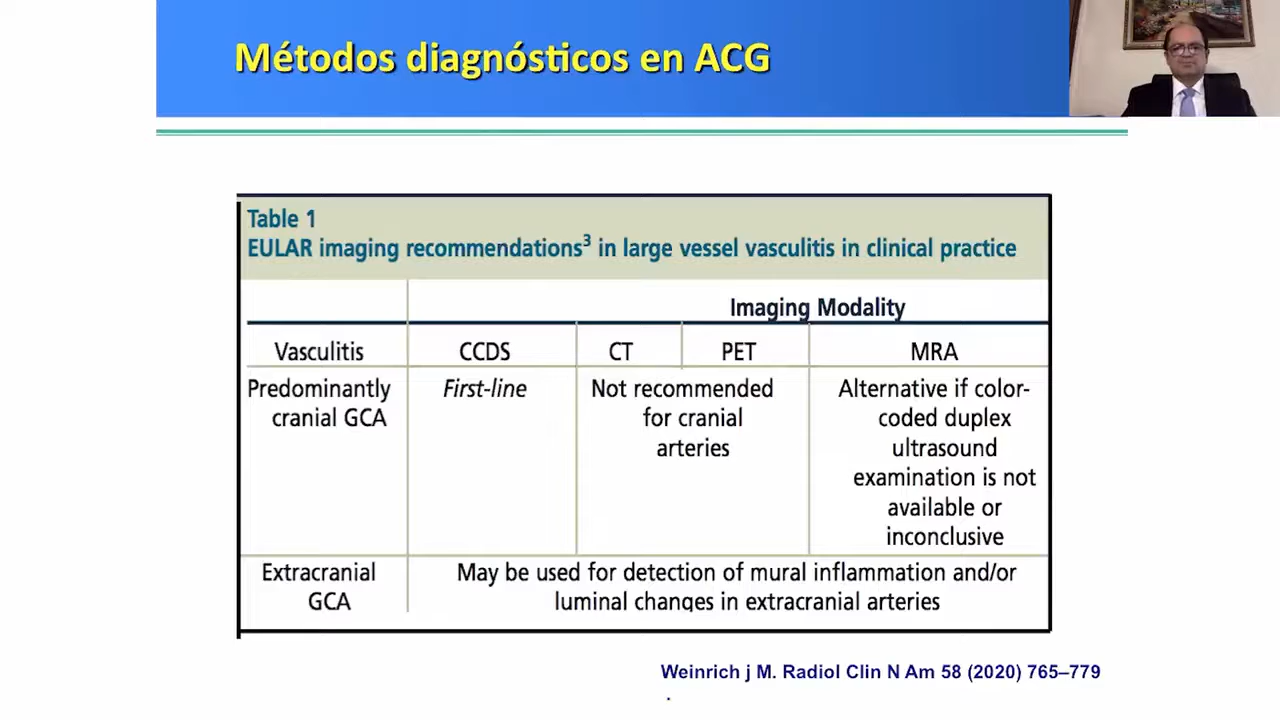 Métodos diagnósticos en ACG
Table 1
EULAR imaging recommendations3 in large vessel vasculitis in clinical practice
Imaging Modality
Vasculitis CCDS CT PET MRA
Predominantly
cranial GCA
First-line
Not recommended
for cranial
arteries
Alternative if color-
coded duplex
ultrasound
examination is not
available or
inconclusive
Extracranial
GCA
May be used for detection of mural inflammation and/or
luminal changes in extracranial arteries
Weinrich j M. Radiol Clin N Am 58 (2020) 765–779
.